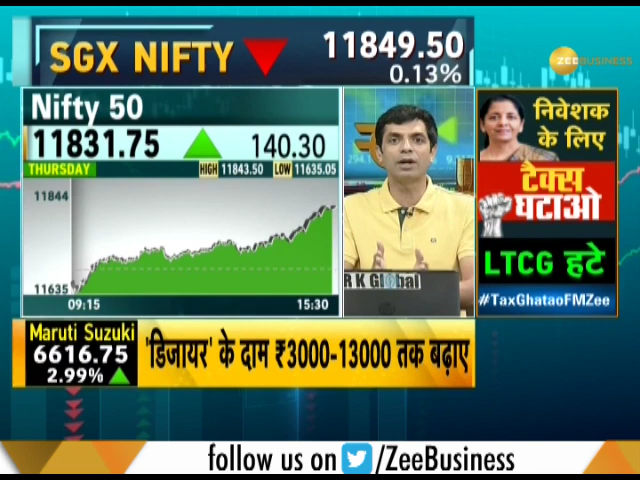 SGX NIFTY ▼ 11849.50
0.13%
ZEEBUSINESS
Nifty 50
11831.75 ▲ 140.30
THURSDAY HIGH 11843.50 LOW 11635.05
11844
11635
09:15 15:30
R K Global
निवेशक
के लिए
टैक्स
घटाओ
LTCG हटे
#TaxGhataoFMZee
Maruti Suzuki
6616.75
2.99% ▲
'डिजायर' के दाम ₹3000-13000 तक बढ़ाए
follow us on /ZeeBusiness